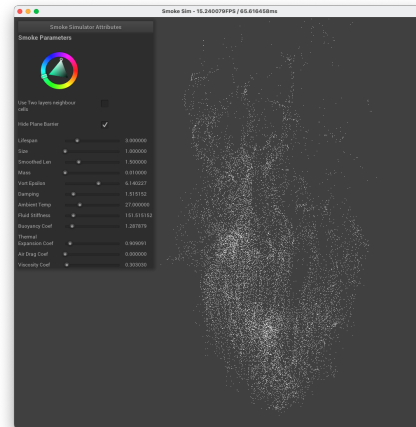 Smoke Sim - 15.240079FPS / 65.616458ms
Smoke Simulator Attributes
Smoke Parameters
Use Two layers neighbour
cells
Hide Plane Barrier
Lifespan 3.000000
Size 1.000000
Smoothed Len 1.500000
Mass 0.010000
Vort Epsilon 6.140227
Damping 1.515152
Ambient Temp 27.000000
Fluid Stiffness 151.515152
Buoyancy Coef 1.287879
Thermal
Expansion Coef 0.909091
Air Drag Coef 0.000000
Viscosity Coef 0.303030